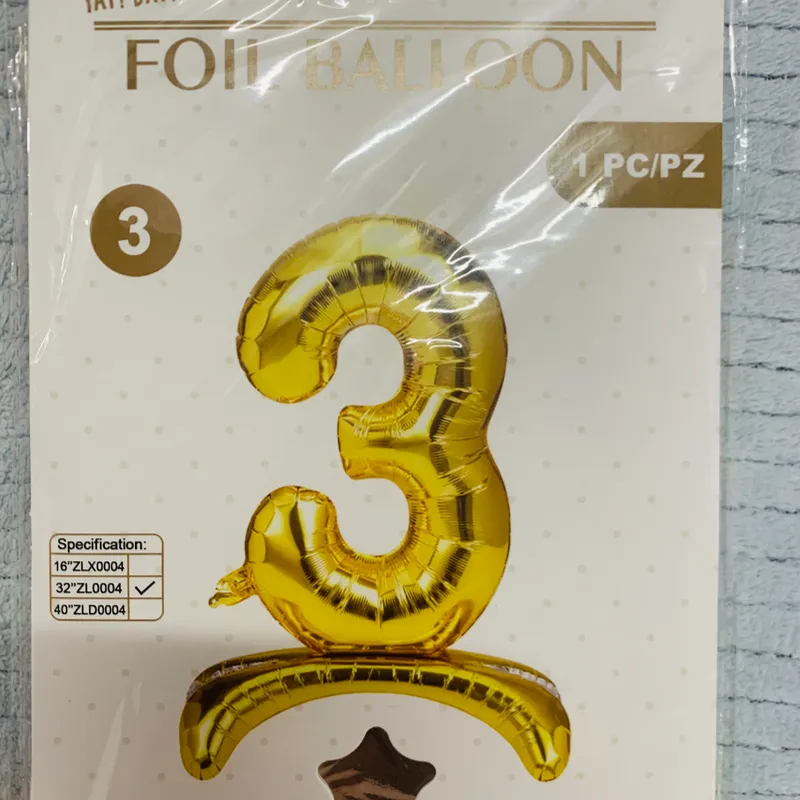 FOIL BALLOON
1 PC/PZ
3
Specification:
16"ZLX0004
32"ZL0004 ✓
40"ZLD0004